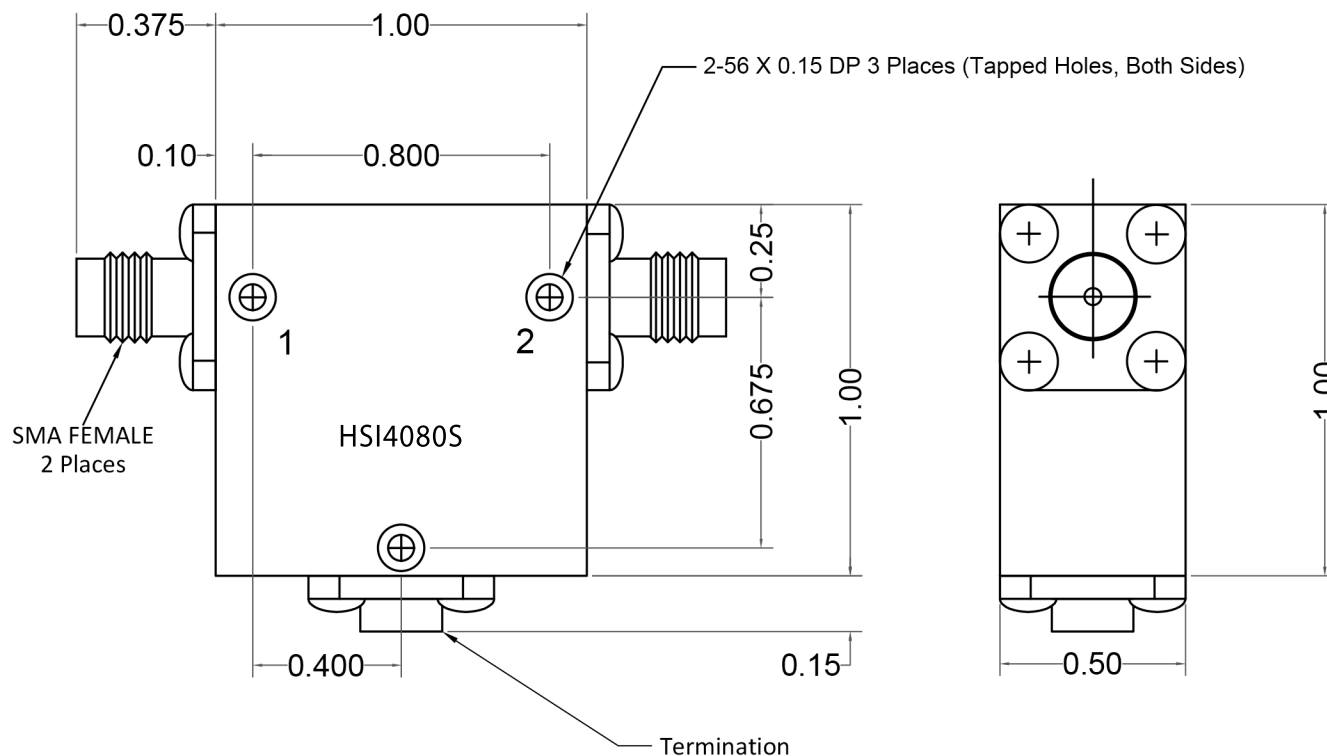 0.375
1.00
2-56 X 0.15 DP 3 Places (Tapped Holes, Both Sides)
0.10
0.800
0.25
1
2
0.675
1.00
1.00
SMA FEMALE
2 Places
HSI4080S
0.400
0.15
0.50
Termination